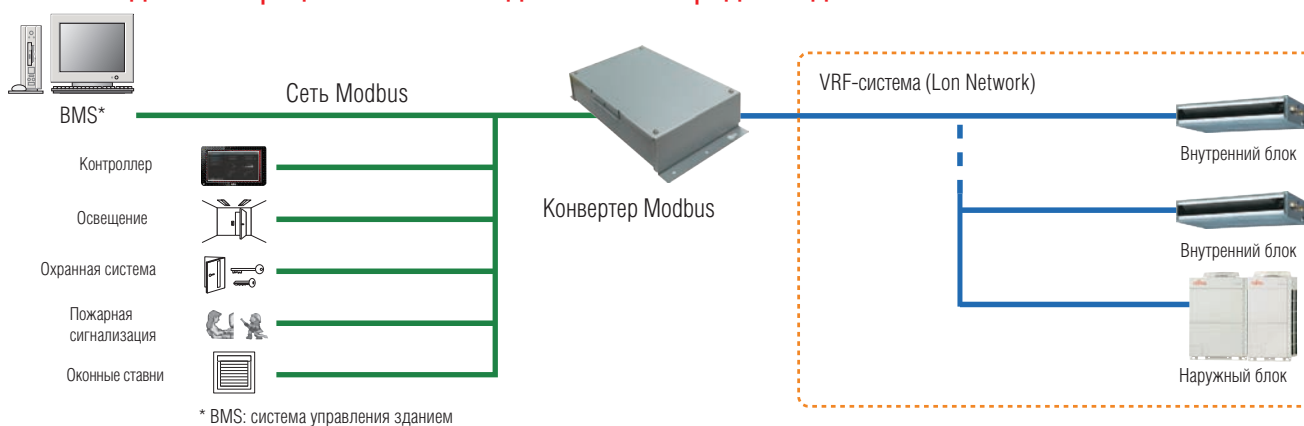 Сеть Modbus
VRF-система (Lon Network)
BMS*
Контроллер
Внутренний блок
Освещение
Конвертер Modbus
Охранная система
Внутренний блок
Пожарная
сигнализация
Оконные ставни
Наружный блок
* BMS: система управления зданием